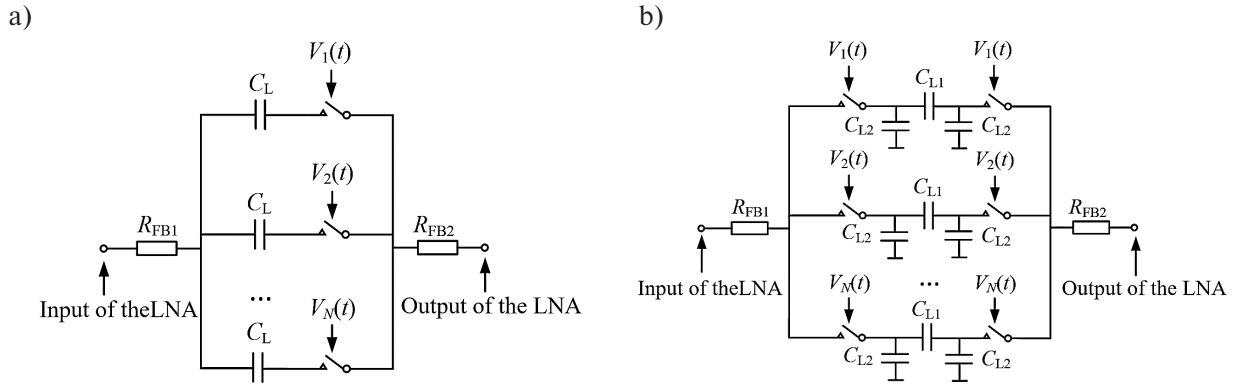 a)
V1(t)
CL
V2(t)
CL
RFB1
RFB2
Input of theLNA
Output of the LNA
...
VN(t)
CL
b)
V1(t)
V1(t)
CL1
CL2
CL2
V2(t)
V2(t)
CL1
RFB1
RFB2
CL2
CL2
Input of theLNA
Output of the LNA
...
VN(t)
VN(t)
CL1
CL2
CL2